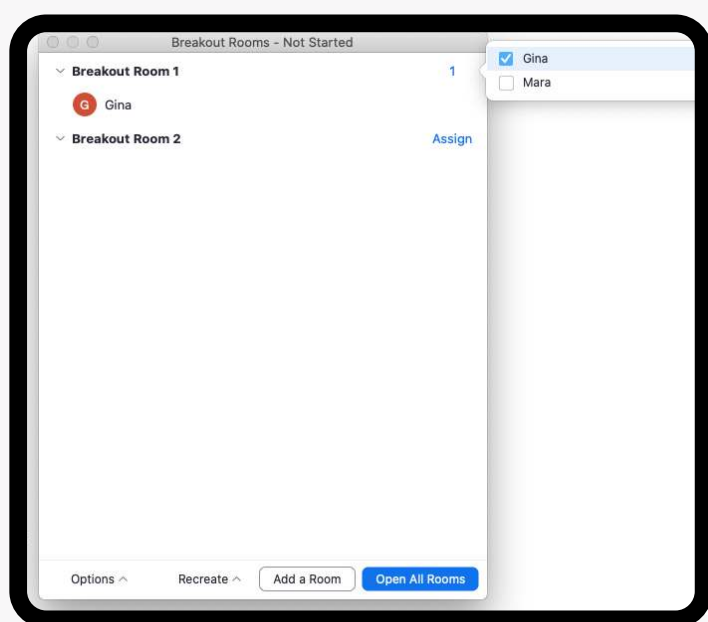 Breakout Rooms - Not Started
Breakout Room 1 1
G Gina
Breakout Room 2 Assign
Gina
Mara
Options Recreate Add a Room Open All Rooms